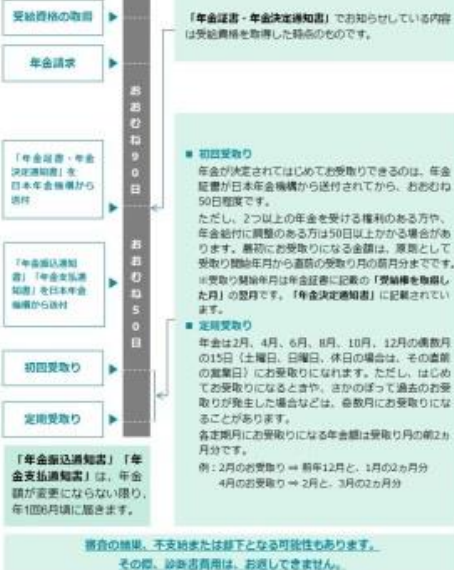 受給資格の取得
「年金証書・年金決定通知書」でお知らせしている内容
は受給資格を取得した時点のものです。
年金請求
おおむね90日
「年金証書・年金
決定通知書」を
日本年金機構から
送付
■ 初回受取り
年金が決定されてはじめてお受取りできるのは、年金
証書が日本年金機構から送付されてから、おおむね
50日程度です。
ただし、2つ以上の年金を受ける権利のある方や、
年金給付に調整のある方は50日以上かかる場合があ
ります。最初にお受取りになる金額は、原則として
受取り開始年月から直前の受取り月の前月分までです。
※受取り開始年月は年金証書に記載の「受給権を取得し
た月」の翌月です。「年金決定通知書」に記載されてい
ます。
おおむね50日
「年金振込通知
書」「年金支払通
知書」を日本年金
機構から送付
初回受取り
定期受取り
■ 定期受取り
年金は2月、4月、6月、8月、10月、12月の偶数月
の15日（土曜日、日曜日、休日の場合は、その直前
の営業日）にお受取りになれます。ただし、はじめ
てお受取りになるときや、さかのぼって過去のお受
取りが発生した場合などは、奇数月にお受取りにな
ることがあります。
各定期月にお受取りになる年金額は受取り月の前2ヵ
月分です。
例：2月のお受取り ⇒ 前年12月と、1月の2ヵ月分
4月のお受取り ⇒ 2月と、3月の2ヵ月分
「年金振込通知書」「年
金支払通知書」は、年金
額が変更にならない限り、
年1回6月頃に届きます。
審査の結果、不支給または却下となる可能性もあります。
その際、診断書費用は、お返しできません。